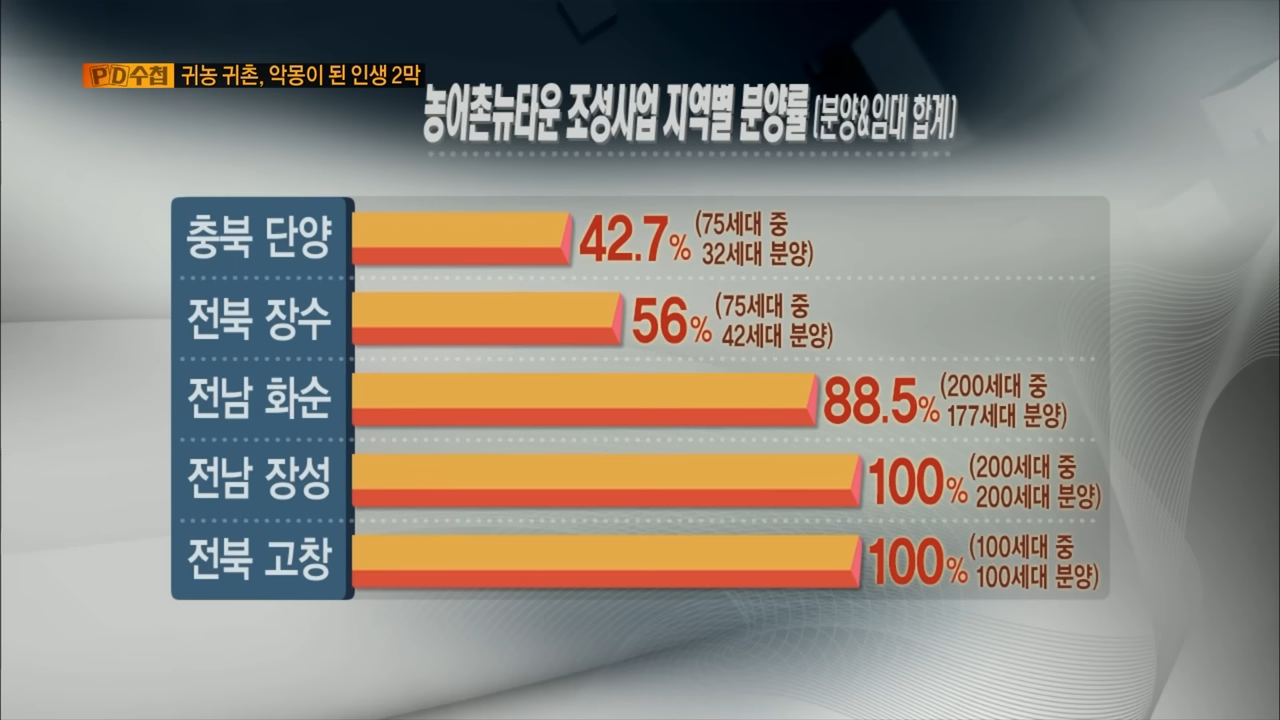 PD수첩 귀농 귀촌, 악몽이 된 인생 2막
농어촌뉴타운 조성사업 지역별 분양률 (분양&임대 합계)
충북 단양 42.7% (75세대 중
32세대 분양)
전북 장수 56% (75세대 중
42세대 분양)
전남 화순 88.5% (200세대 중
177세대 분양)
전남 장성 100% (200세대 중
200세대 분양)
전북 고창 100% (100세대 중
100세대 분양)